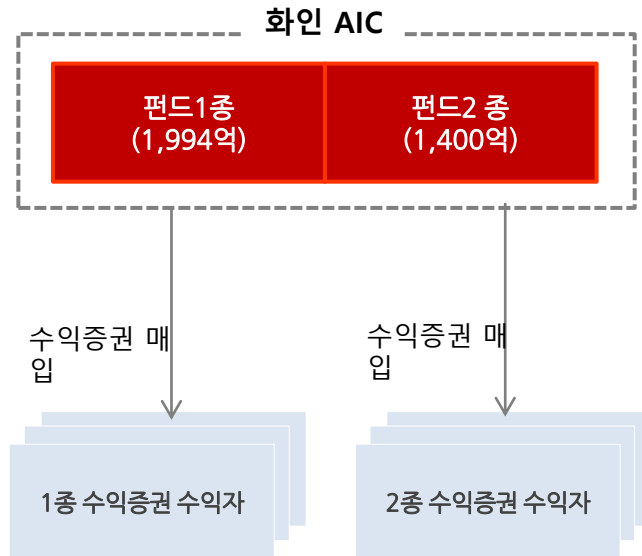 화인 AIC
펀드1종
(1,994억)
펀드2 종
(1,400억)
수익증권 매
입
수익증권 매
입
1종 수익증권 수익자
2종 수익증권 수익자